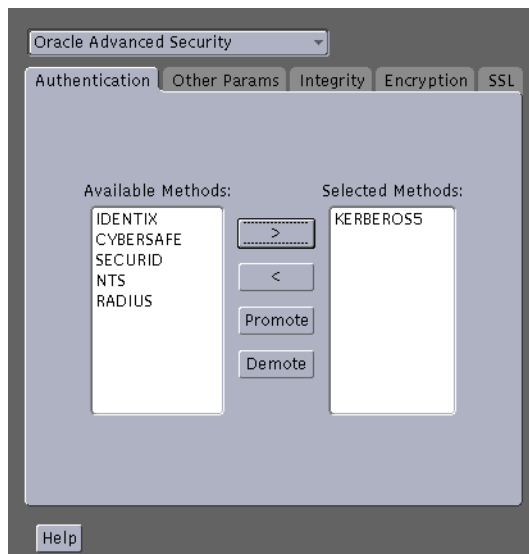 Oracle Advanced Security
Authentication Other Params Integrity Encryption SSL
Available Methods: Selected Methods:
IDENTIX
CYBERSAFE
SECURID
NTS
RADIUS
>
<
Promote
Demote
KERBEROS5
Help